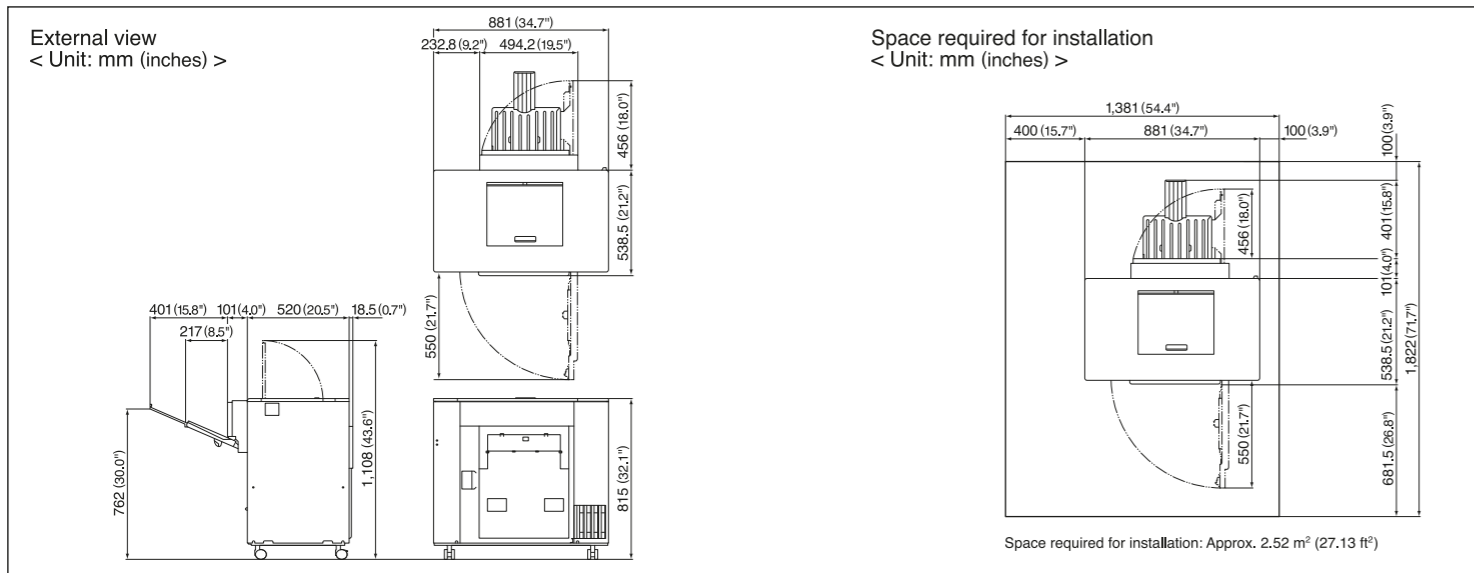 External view
< Unit: mm (inches) >
881 (34.7")
232.8 (9.2") 494.2 (19.5")
456 (18.0")
538.5 (21.2")
550 (21.7")
401 (15.8") 101 (4.0") 520 (20.5") 18.5 (0.7")
217 (8.5")
762 (30.0")
1,108 (43.6")
815 (32.1")
Space required for installation
< Unit: mm (inches) >
1,381 (54.4")
400 (15.7") 881 (34.7") 100 (3.9")
100 (3.9")
401 (15.8")
456 (18.0")
101 (4.0")
538.5 (21.2")
1,822 (71.7")
550 (21.7")
681.5 (26.8")
Space required for installation: Approx. 2.52 m² (27.13 ft²)